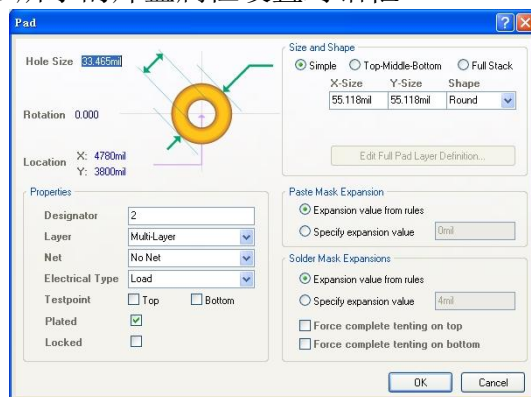 Pad
Hole Size 33.465mil
Rotation 0.000
Location X: 4780mil
Y: 3800mil
Size and Shape
Simple Top-Middle-Bottom Full Stack
X-Size Y-Size Shape
55.118mil 55.118mil Round
Edit Full Pad Layer Definition...
Properties
Designator 2
Layer Multi-Layer
Net No Net
Electrical Type Load
Testpoint Top Bottom
Plated
Locked
Paste Mask Expansion
Expansion value from rules
Specify expansion value 0mil
Solder Mask Expansions
Expansion value from rules
Specify expansion value 4mil
Force complete tenting on top
Force complete tenting on bottom
OK Cancel